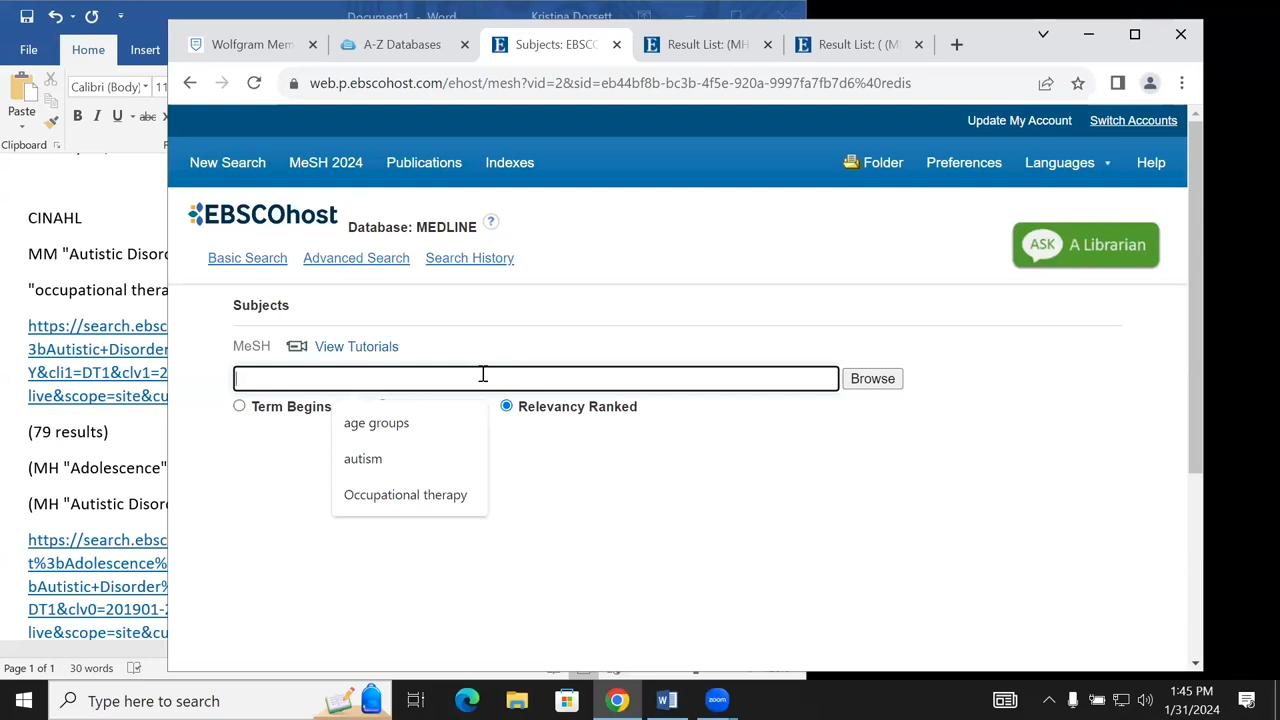 Document1 - Word Kristina Dorsett
File Home Insert
Wolfgram Mem A-Z Databases Subjects: EBSCO Result List: (MH Result List: ( (M
web.p.ebscohost.com/ehost/mesh?vid=2&sid=eb44bf8b-bc3b-4f5e-920a-9997fa7fb7d6%40redis
Paste
Calibri (Body) 11
B I U abc
Clipboard
Update My Account Switch Accounts
New Search MeSH 2024 Publications Indexes Folder Preferences Languages Help
EBSCOhost Database: MEDLINE ?
ASK A Librarian
Basic Search Advanced Search Search History
Subjects
MeSH View Tutorials
Browse
Term Begins Relevancy Ranked
age groups
autism
Occupational therapy
CINAHL
MM "Autistic Disor
"occupational thera
https://search.ebsc
3bAutistic+Disorder
Y&cli1=DT1&clv1=2
live&scope=site&cu
(79 results)
(MH "Adolescence"
(MH "Autistic Disor
https://search.ebsc
t%3bAdolescence%
bAutistic+Disorder%
DT1&clv0=201901-2
live&scope=site&cu
Page 1 of 1 30 words
Type here to search
1:45 PM
1/31/2024